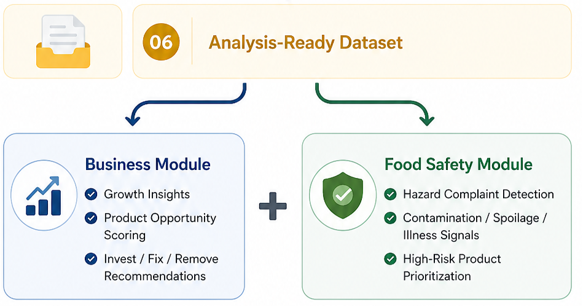 06
Analysis-Ready Dataset
Business Module
Growth Insights
Product Opportunity
Scoring
Invest / Fix / Remove
Recommendations
Food Safety Module
Hazard Complaint Detection
Contamination / Spoilage /
Illness Signals
High-Risk Product
Prioritization